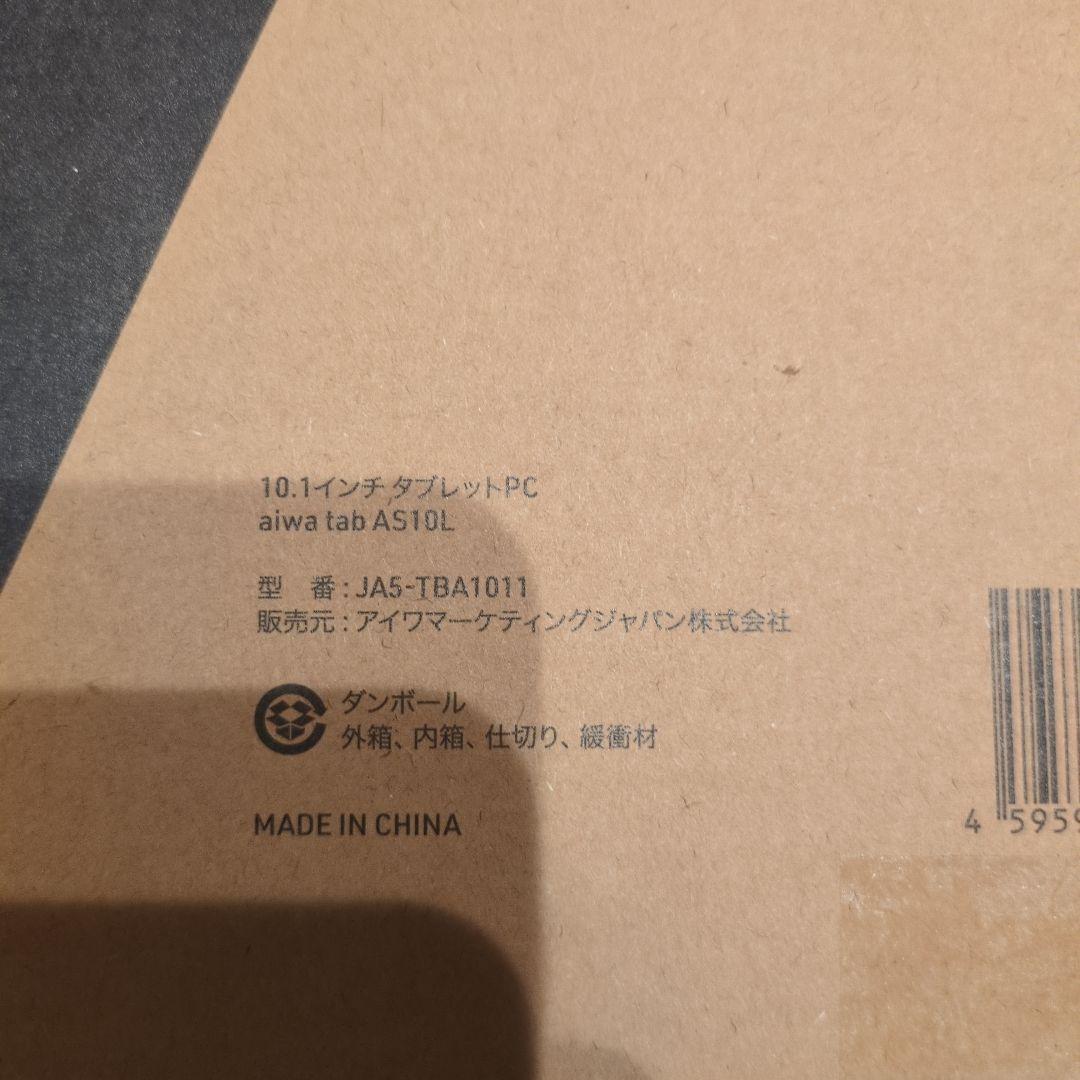 10.1インチ タブレットPC
aiwa tab AS10L
型 番 : JA5-TBA1011
販売元 : アイワマーケティングジャパン株式会社
ダンボール
外箱、内箱、仕切り、緩衝材
MADE IN CHINA
4 5959